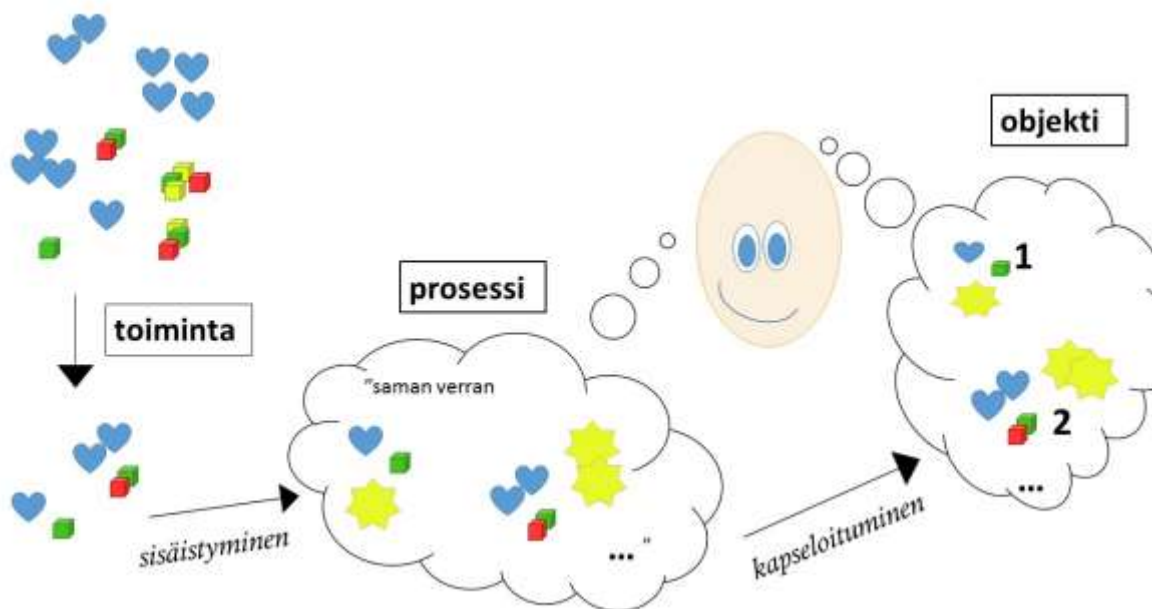 toiminta
sisäistyminen
prosessi
"saman verran
... "
kapseloituminen
objekti
1
2
...